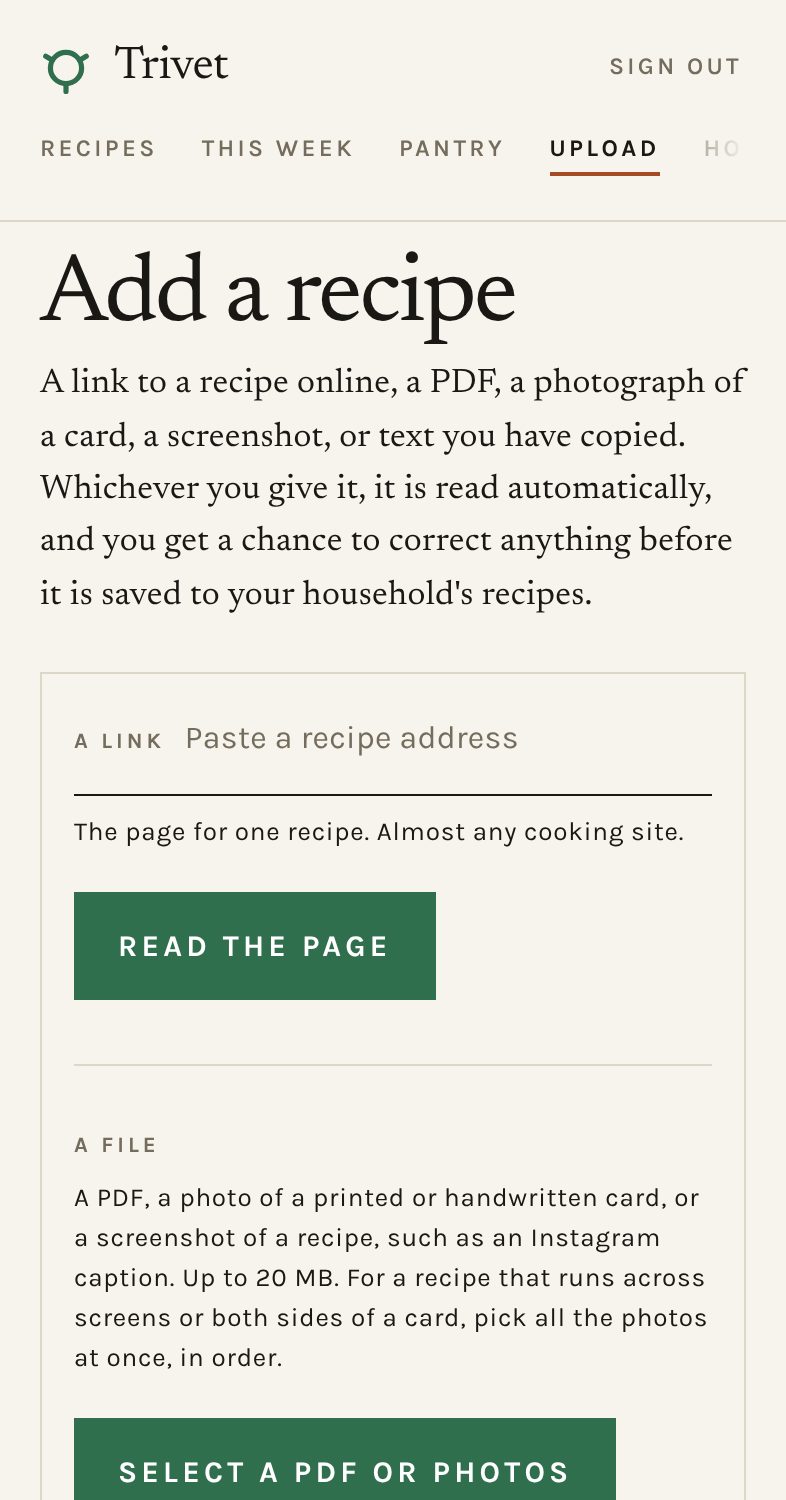 Trivet
SIGN OUT
RECIPES THIS WEEK PANTRY UPLOAD HO
Add a recipe
A link to a recipe online, a PDF, a photograph of
a card, a screenshot, or text you have copied.
Whichever you give it, it is read automatically,
and you get a chance to correct anything before
it is saved to your household's recipes.
A LINK Paste a recipe address
The page for one recipe. Almost any cooking site.
READ THE PAGE
A FILE
A PDF, a photo of a printed or handwritten card, or
a screenshot of a recipe, such as an Instagram
caption. Up to 20 MB. For a recipe that runs across
screens or both sides of a card, pick all the photos
at once, in order.
SELECT A PDF OR PHOTOS